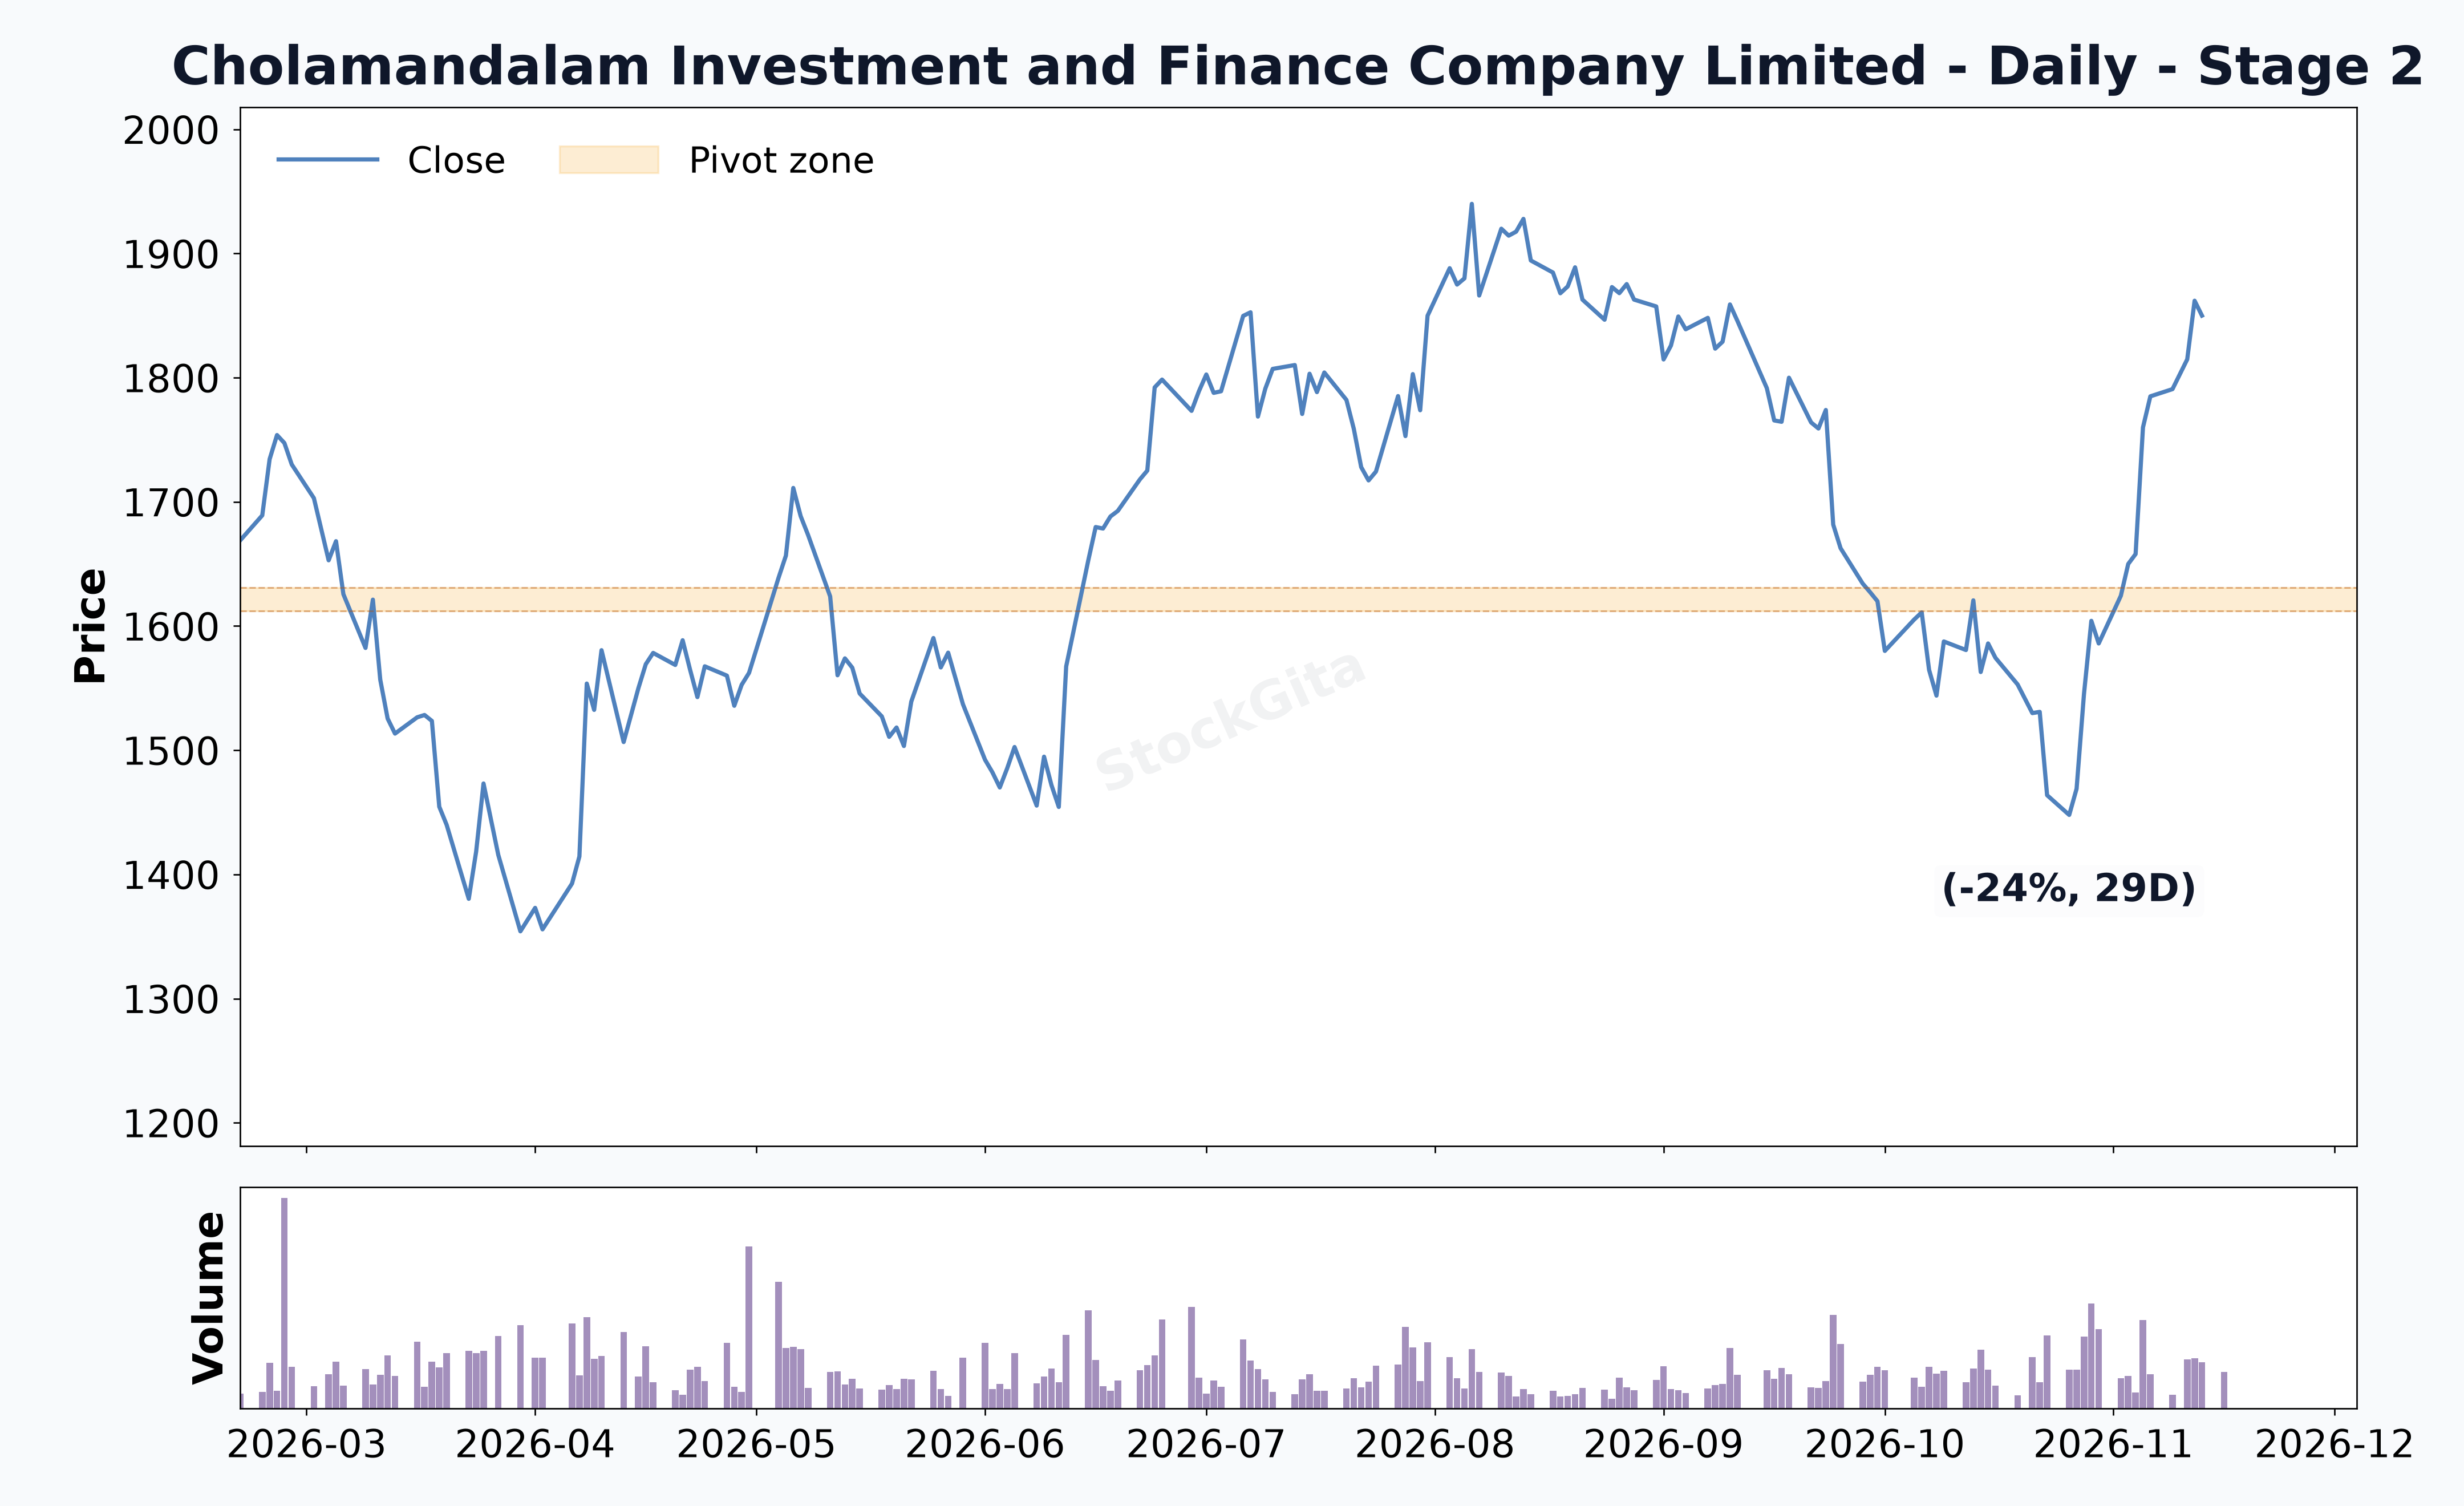 Cholamandalam Investment and Finance Company Limited - Daily - Stage 2
Close
Pivot zone
Price
2000
1900
1800
1700
1600
1500
1400
1300
1200
StockGita
(-24%, 29D)
Volume
2026-03
2026-04
2026-05
2026-06
2026-07
2026-08
2026-09
2026-10
2026-11
2026-12